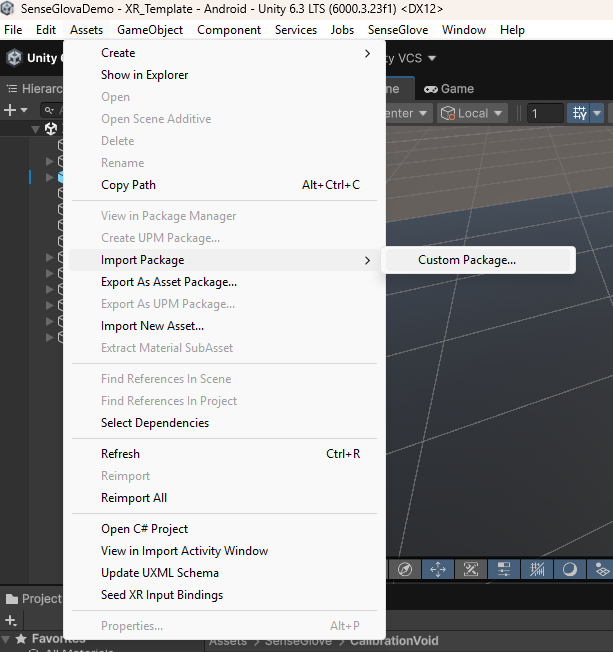 SenseGlovaDemo - XR_Template - Android - Unity 6.3 LTS (6000.3.23f1) <DX12>
File Edit Assets GameObject Component Services Jobs SenseGlove Window Help
Unity
ty VCS
Hierarc
ne
Game
enter
Local
1
Create
Show in Explorer
Open
Open Scene Additive
Delete
Rename
Copy Path Alt+Ctrl+C
View in Package Manager
Create UPM Package...
Import Package
Custom Package...
Export As Asset Package...
Export As UPM Package...
Import New Asset...
Extract Material SubAsset
Find References In Scene
Find References In Project
Select Dependencies
Refresh Ctrl+R
Reimport
Reimport All
Open C# Project
View in Import Activity Window
Update UXML Schema
Seed XR Input Bindings
Properties... Alt+P
Project
Favorites
All Materials
Assets > SenseGlove > CalibrationVoid